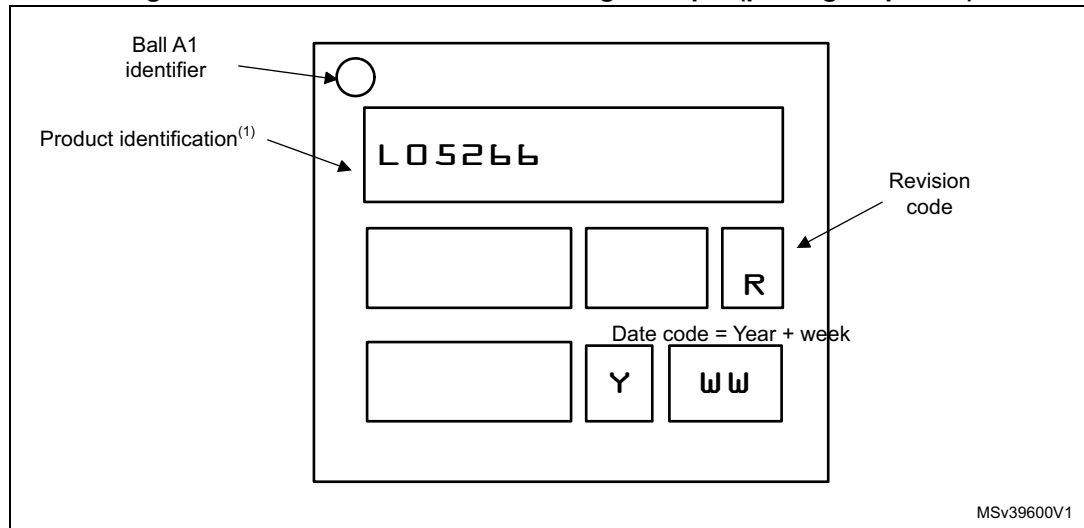 Ball A1
identifier
Product identification(1)
L05266
Revision
code
R
Date code = Year + week
Y WW
MSv39600V1